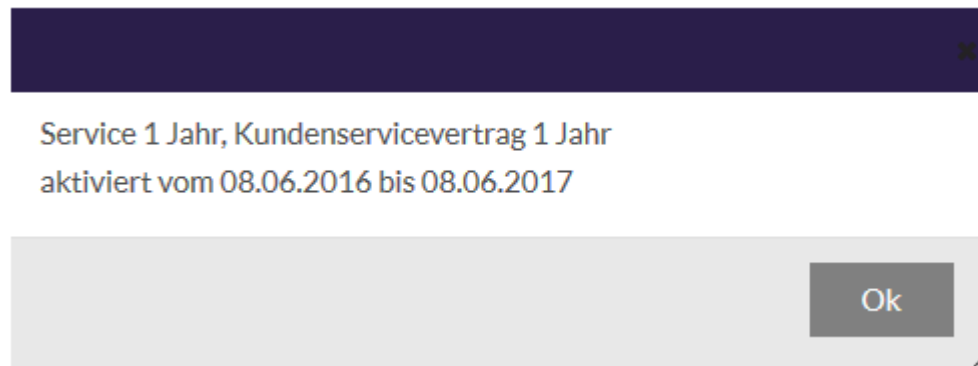 Service 1 Jahr, Kundenservicevertrag 1 Jahr
aktiviert vom 08.06.2016 bis 08.06.2017
Ok